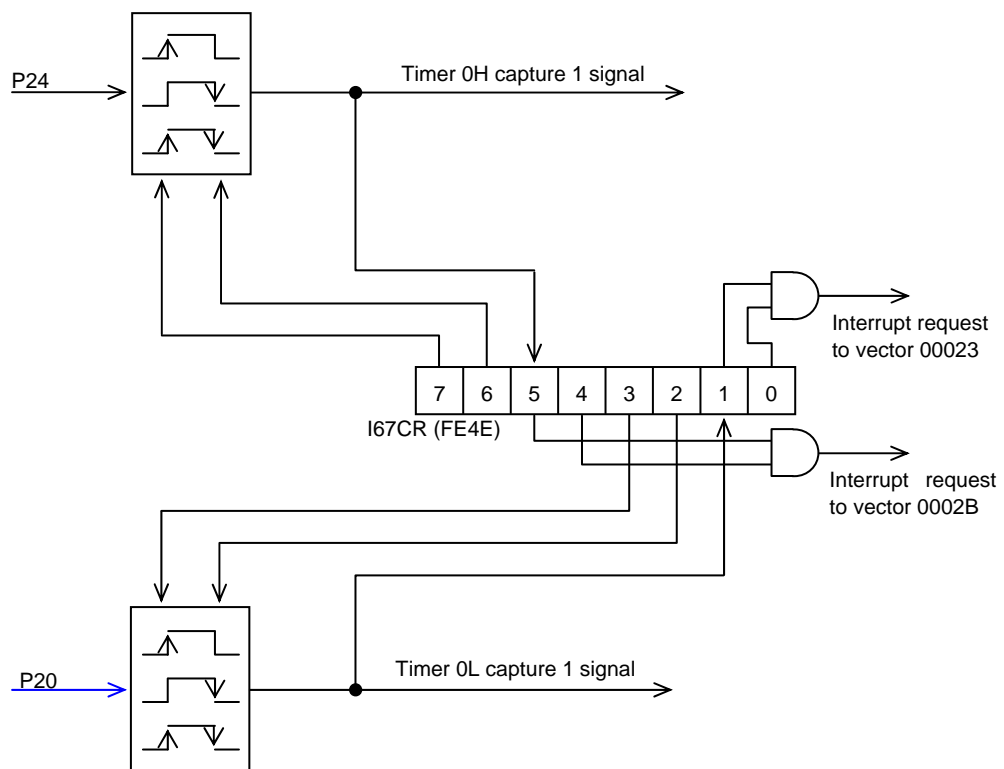 P24
Timer 0H capture 1 signal
Interrupt request
to vector 00023
7 6 5 4 3 2 1 0
I67CR (FE4E)
Interrupt request
to vector 0002B
P20
Timer 0L capture 1 signal